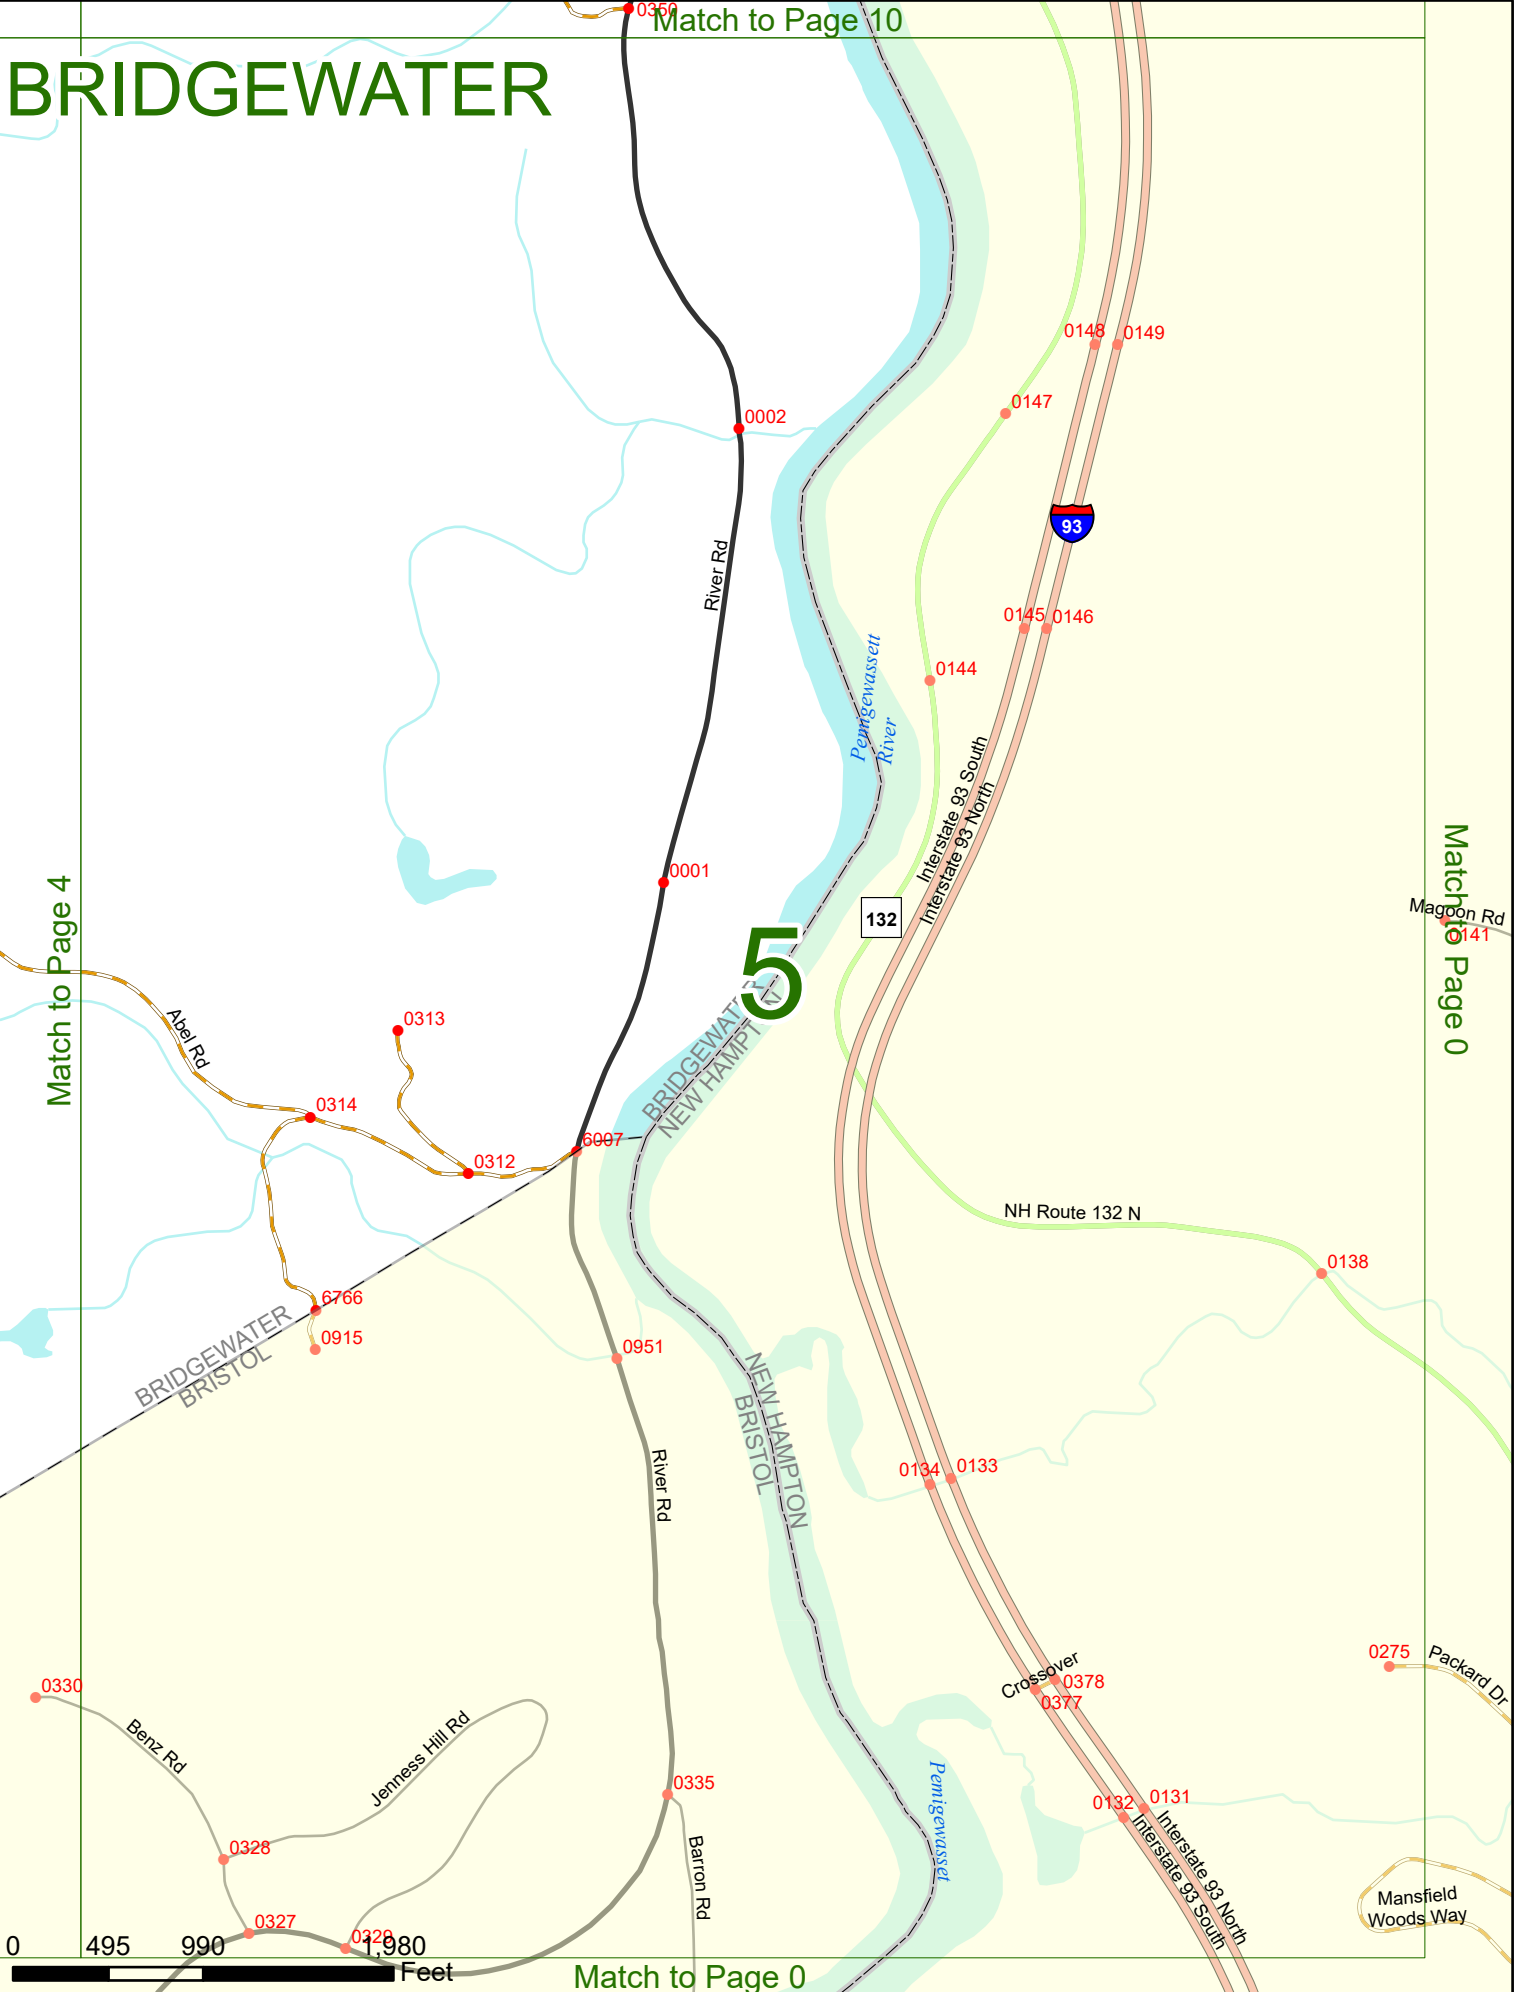 0350
Match to Page 10
BRIDGEWATER
0148
0149
0147
0002
93
River Rd
0145
0146
0144
Pemigewassett
River
Interstate 93 South
Interstate 93 North
Match to Page 4
0001
132
Magoon Rd
0141
Match to Page 0
5
Abel Rd
0313
BRIDGEWATER
NEW HAMPTON
0314
6007
0312
NH Route 132 N
0138
6766
0915
BRIDGEWATER
BRISTOL
0951
NEW HAMPTON
BRISTOL
River Rd
0134
0133
Crossover
0378
0377
0275
Packard Dr
0330
Benz Rd
Jenness Hill Rd
0335
Pemigewasset
0132
0131
Interstate 93 North
Interstate 93 South
0328
Barron Rd
Mansfield
Woods Way
0327
0329
0 495 990 1,980
Feet
Match to Page 0